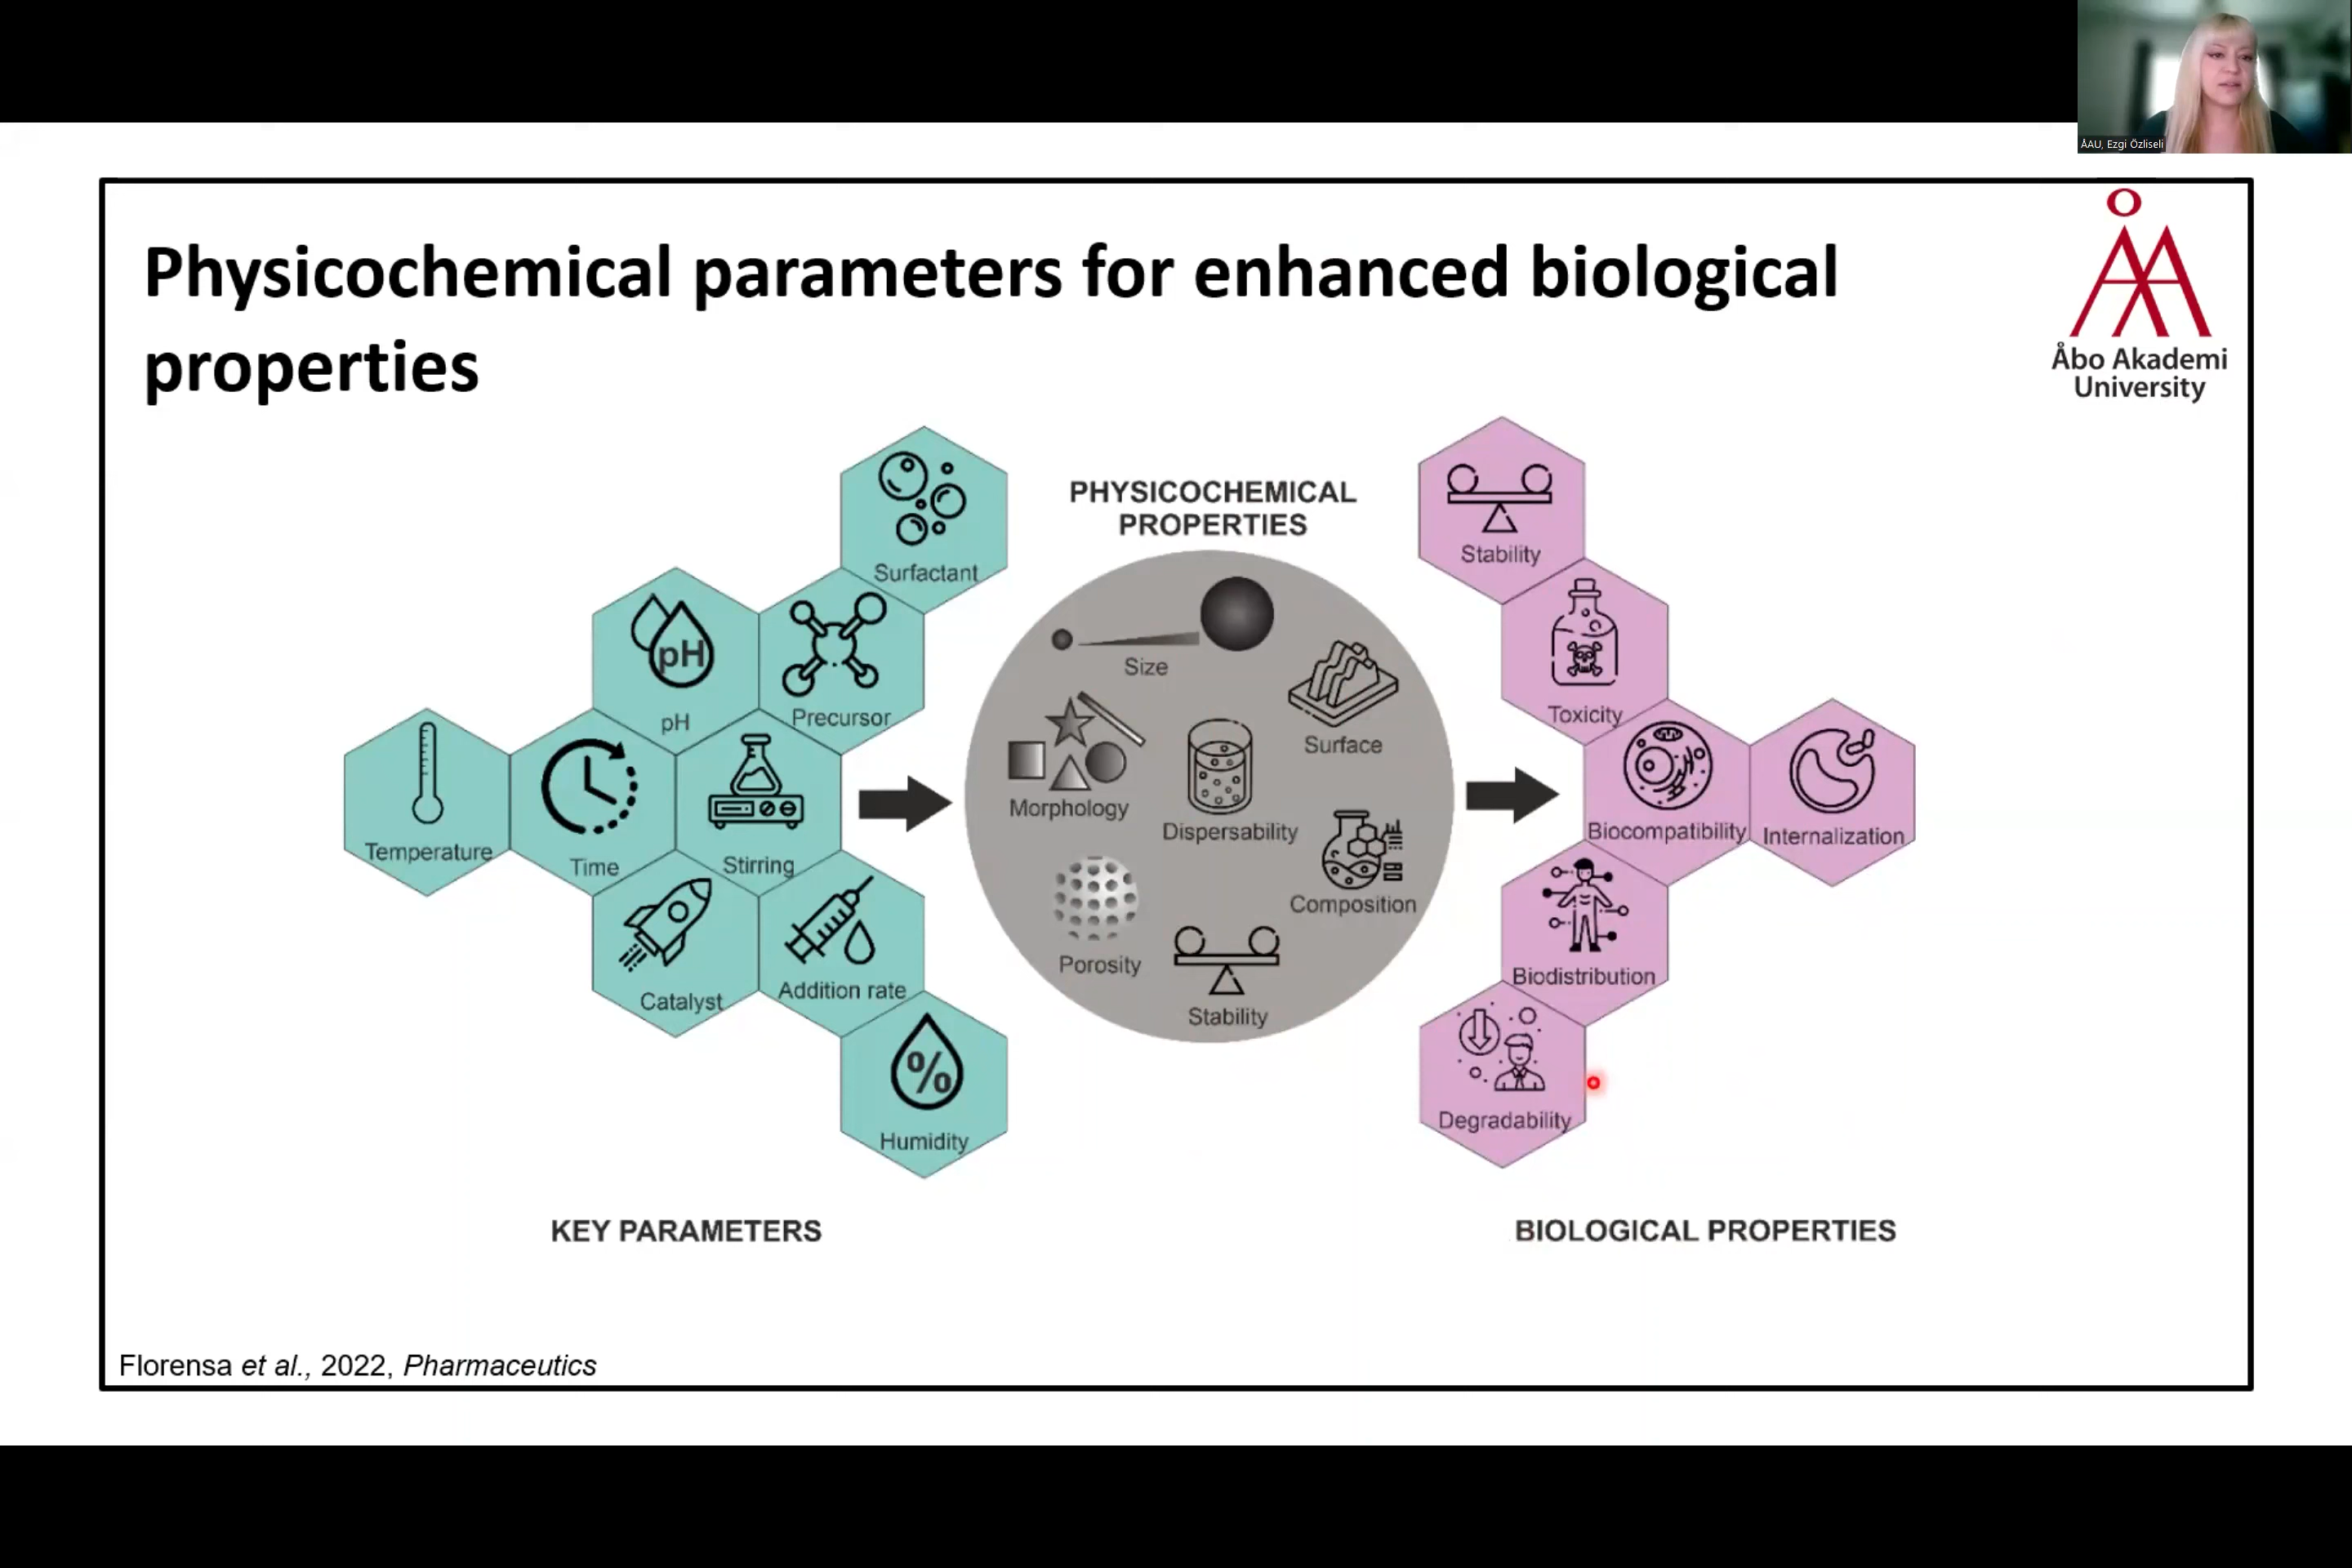 ÅAU, Ezgi Özliseli
Physicochemical parameters for enhanced biological
properties
Åbo Akademi
University
Surfactant
pH
pH
Precursor
Temperature
Time
Stirring
Catalyst
Addition rate
%
Humidity
KEY PARAMETERS
PHYSICOCHEMICAL
PROPERTIES
Size
Surface
Morphology
Dispersability
Composition
Porosity
Stability
Stability
Toxicity
Biocompatibility
Internalization
Biodistribution
Degradability
BIOLOGICAL PROPERTIES
Florensa et al., 2022, Pharmaceutics